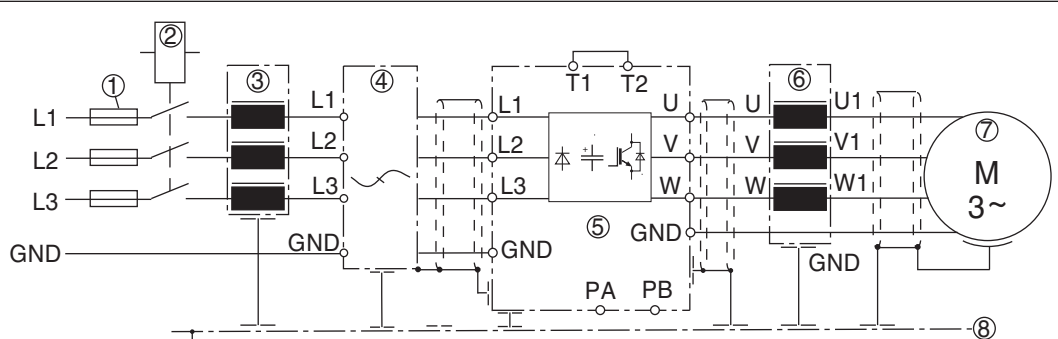 ②
③
④
T1 T2
⑥
①
L1 L1 L1 U U U1
⑦
L2 L2 L2 V V V1
M
3~
L3 L3 L3 W W W1
⑤
GND GND GND GND GND
PA PB
⑧